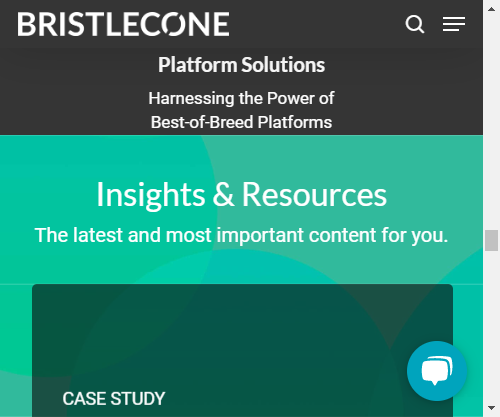 BRISTLECONE
Platform Solutions
Harnessing the Power of
Best-of-Breed Platforms
Insights & Resources
The latest and most important content for you.
CASE STUDY